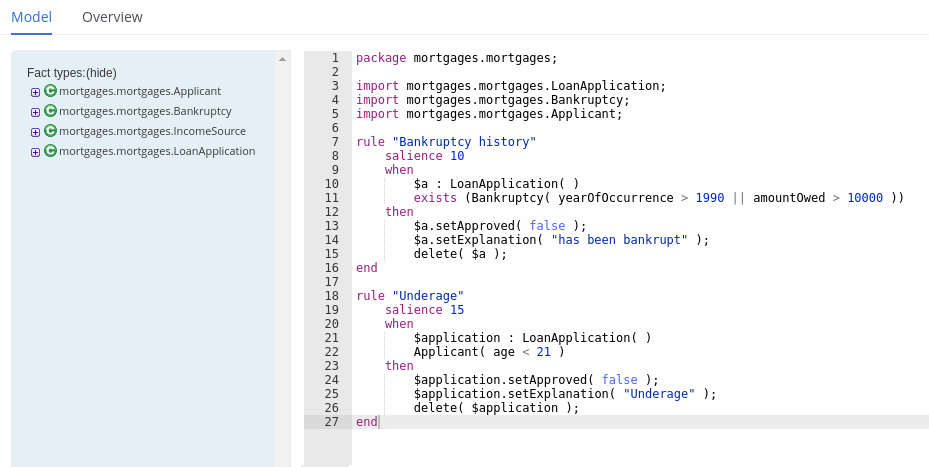 Model Overview
Fact types:(hide)
mortgages.mortgages.Applicant
mortgages.mortgages.Bankruptcy
mortgages.mortgages.IncomeSource
mortgages.mortgages.LoanApplication
1 package mortgages.mortgages;
2
3 import mortgages.mortgages.LoanApplication;
4 import mortgages.mortgages.Bankruptcy;
5 import mortgages.mortgages.Applicant;
6
7 rule "Bankruptcy history"
8     salience 10
9     when
10         $a : LoanApplication( )
11         exists (Bankruptcy( yearOfOccurrence > 1990 || amountOwed > 10000 ))
12     then
13         $a.setApproved( false );
14         $a.setExplanation( "has been bankrupt" );
15         delete( $a );
16 end
17
18 rule "Underage"
19     salience 15
20     when
21         $application : LoanApplication( )
22         Applicant( age < 21 )
23     then
24         $application.setApproved( false );
25         $application.setExplanation( "Underage" );
26         delete( $application );
27 end